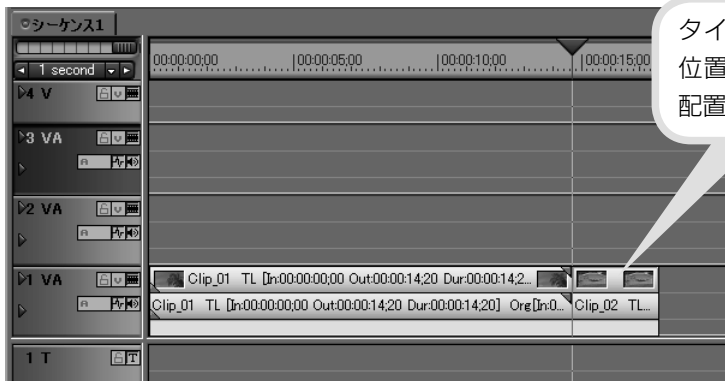 シーケンス1
1 second
00:00:00;00 00:00:05;00 00:00:10;00 00:00:15;00
4 V
3 VA
2 VA
1 VA
Clip_01 TL [In:00:00:00;00 Out:00:00:14;20 Dur:00:00:14;2...
Clip_01 TL [In:00:00:00;00 Out:00:00:14;20 Dur:00:00:14;20] Org[In:0... Clip_02 TL...
1 T
T
タイ
位置
配置